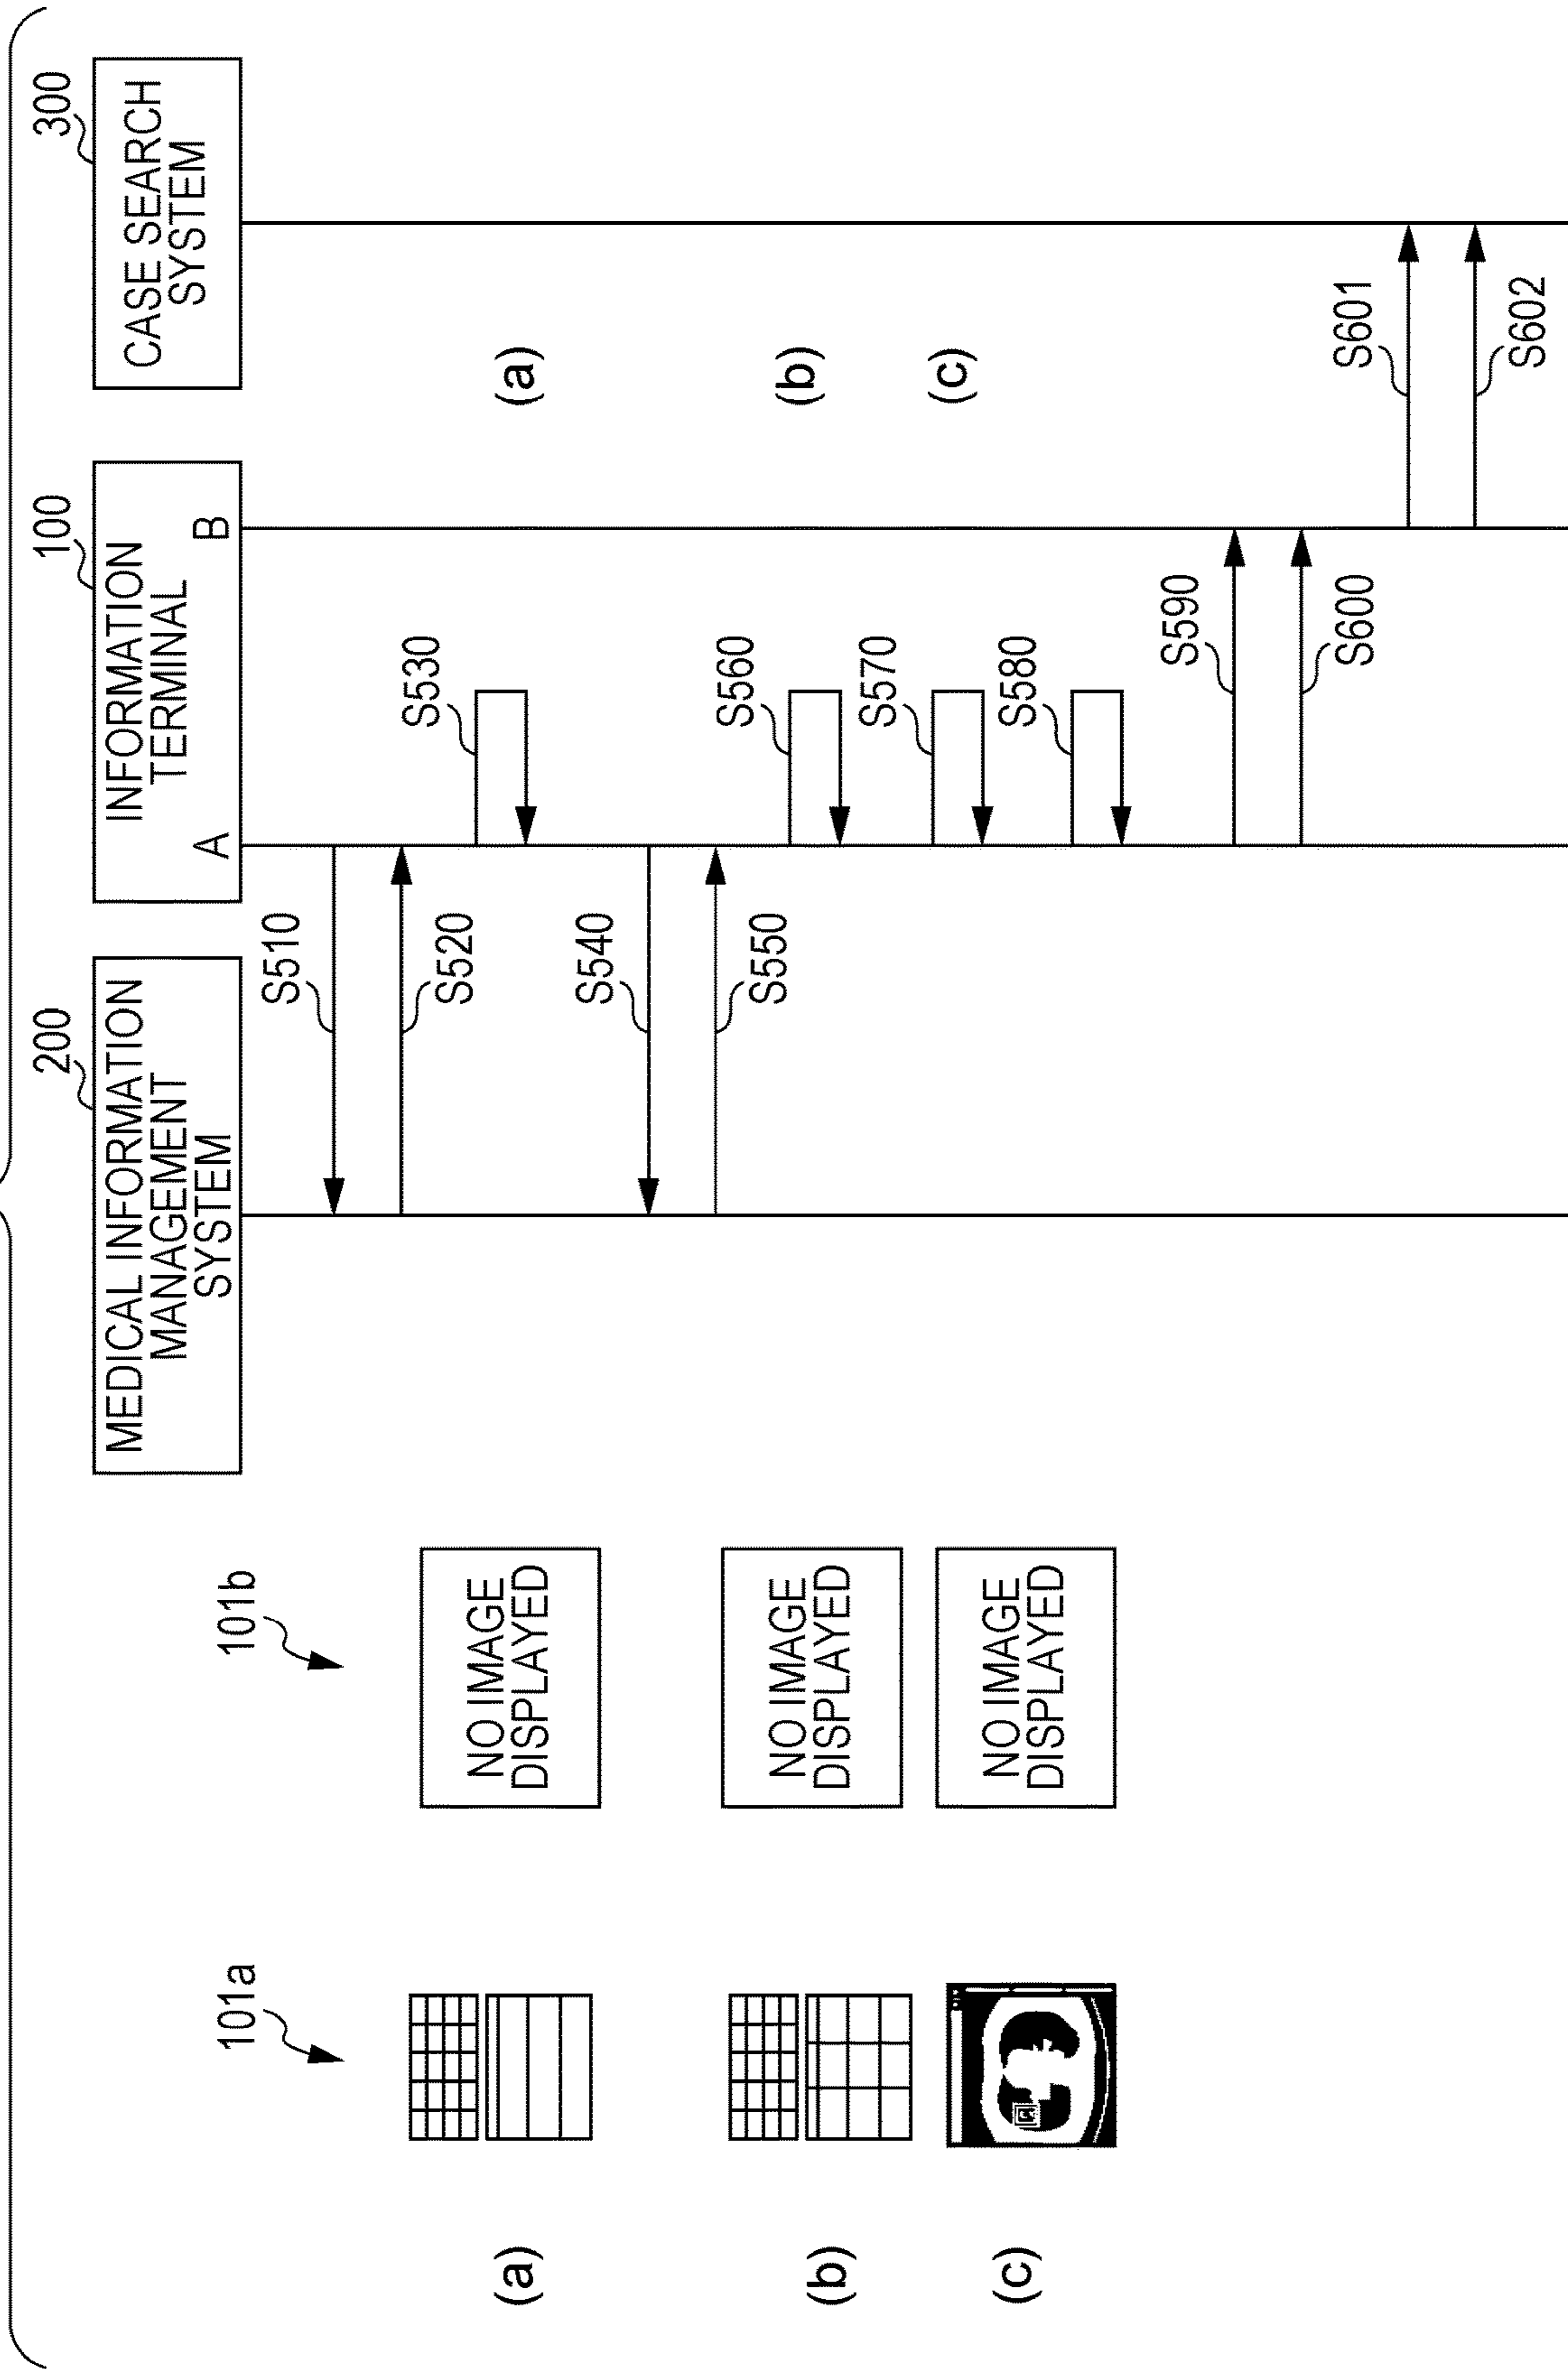 200
MEDICAL INFORMATION
MANAGEMENT
SYSTEM
100
INFORMATION
TERMINAL
A
B
300
CASE SEARCH
SYSTEM
101a
101b
S510
S520
(a)
NO IMAGE
DISPLAYED
S530
(a)
S540
S550
(b)
NO IMAGE
DISPLAYED
S560
(b)
(c)
NO IMAGE
DISPLAYED
S570
(c)
S580
S590
S600
S601
S602